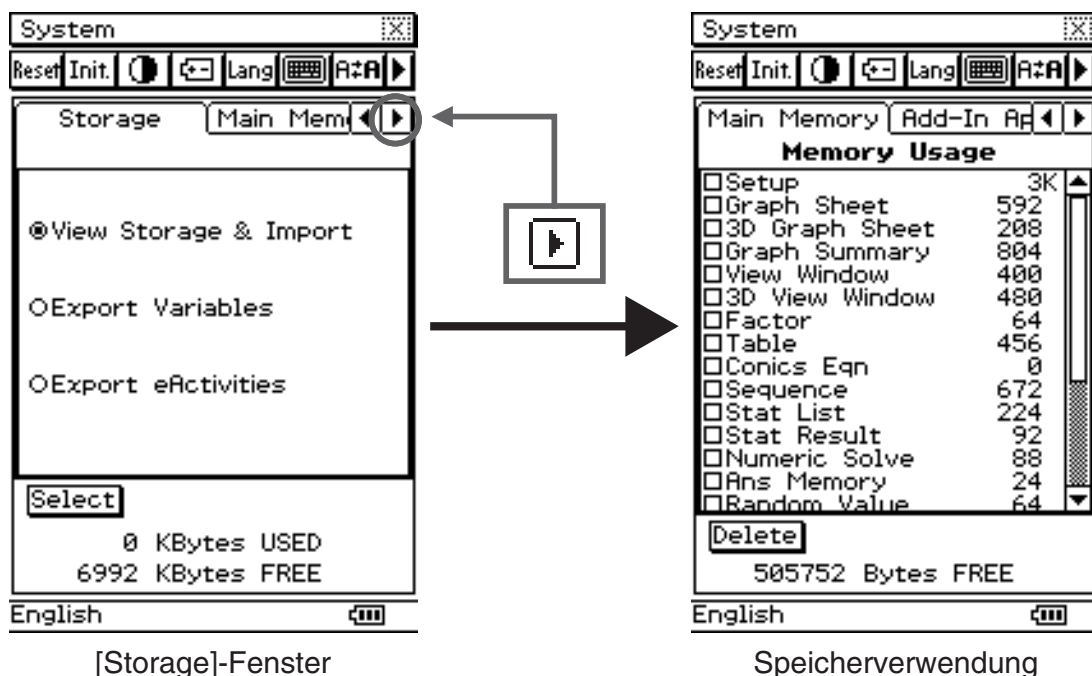 System
Reset Init. Lang A⇄A
Storage Main Mem
View Storage & Import
Export Variables
Export eActivities
Select
0 KBytes USED
6992 KBytes FREE
English
[Storage]-Fenster
System
Reset Init. Lang A⇄A
Main Memory Add-In Ap
Memory Usage
Setup 3K
Graph Sheet 592
3D Graph Sheet 208
Graph Summary 804
View Window 400
3D View Window 480
Factor 64
Table 456
Conics Eqn 0
Sequence 672
Stat List 224
Stat Result 92
Numeric Solve 88
Ans Memory 24
Random Value 64
Delete
505752 Bytes FREE
English
Speicherverwendung